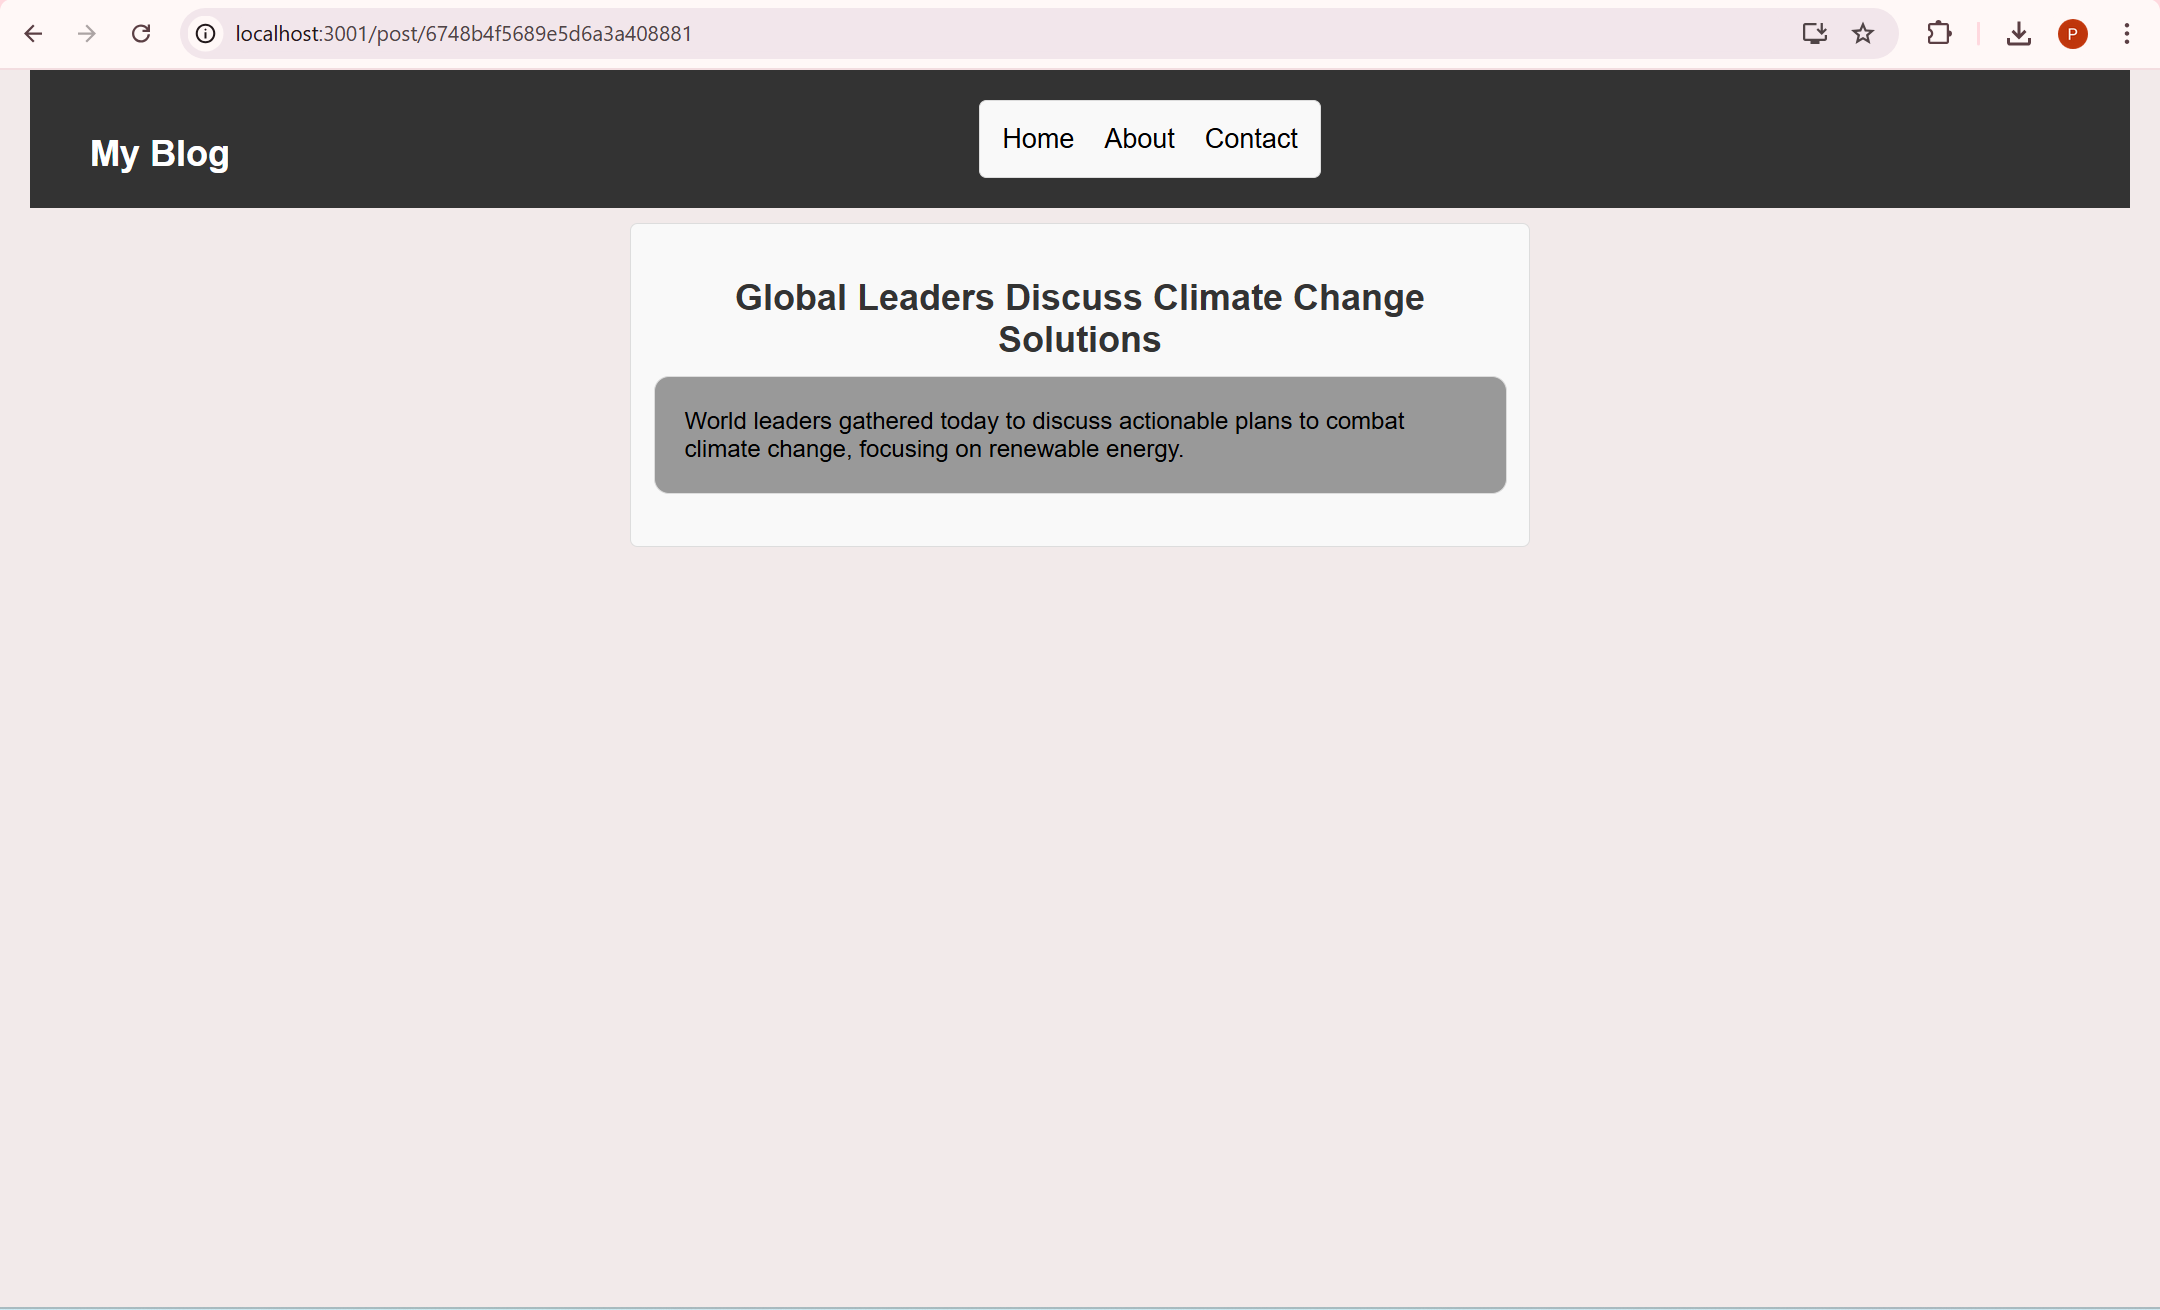 localhost:3001/post/6748b4f5689e5d6a3a408881
P
My Blog
Home About Contact
Global Leaders Discuss Climate Change
Solutions
World leaders gathered today to discuss actionable plans to combat
climate change, focusing on renewable energy.